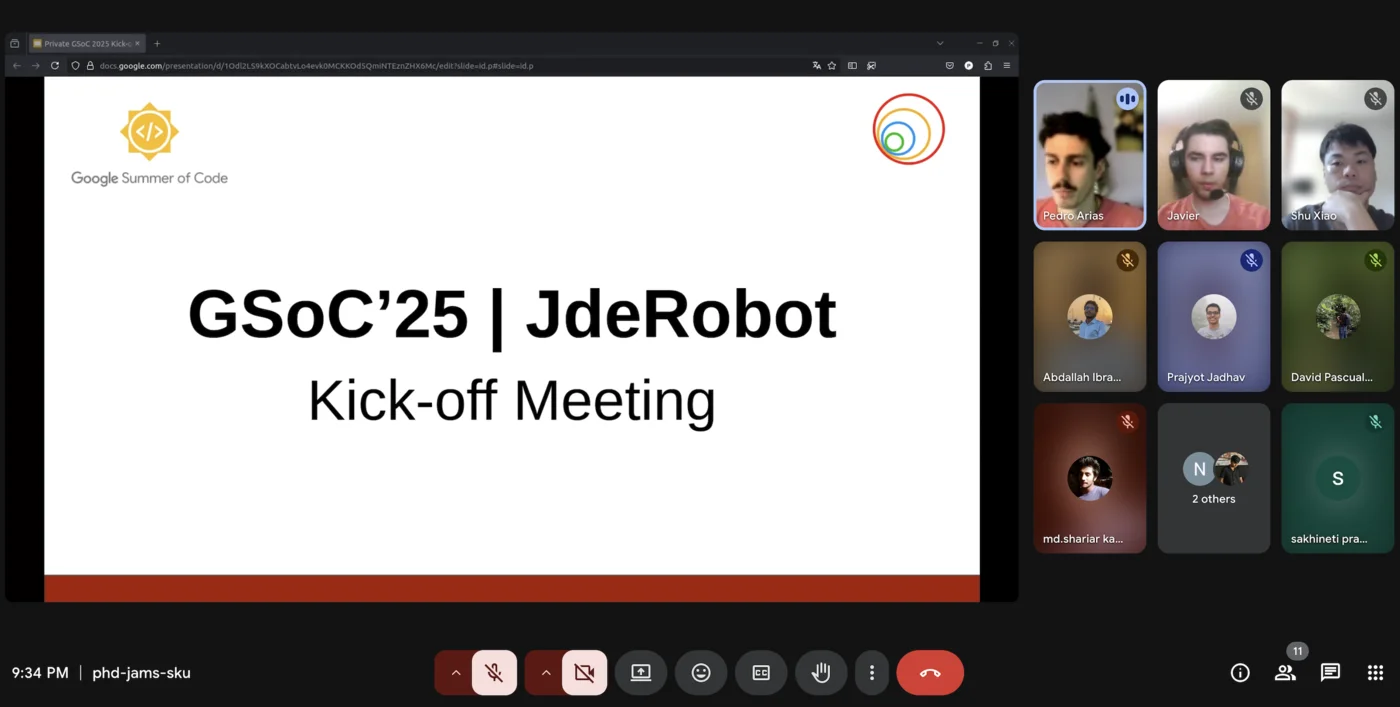 Private GSoC 2025 Kick-
docs.google.com/presentation/d/1Odl2LS9kXOCabtvLo4evk0MCKKOd5QmiNTEznZHX6Mc/edit?slide=id.p#slide=id.p
Google Summer of Code
GSoC’25 | JdeRobot
Kick-off Meeting
Pedro Arias
Javier
Shu Xiao
Abdallah Ibra...
Prajyot Jadhav
David Pascual...
md.shariar ka...
N
2 others
S
sakhineti pra...
9:34 PM | phd-jams-sku
CC
11